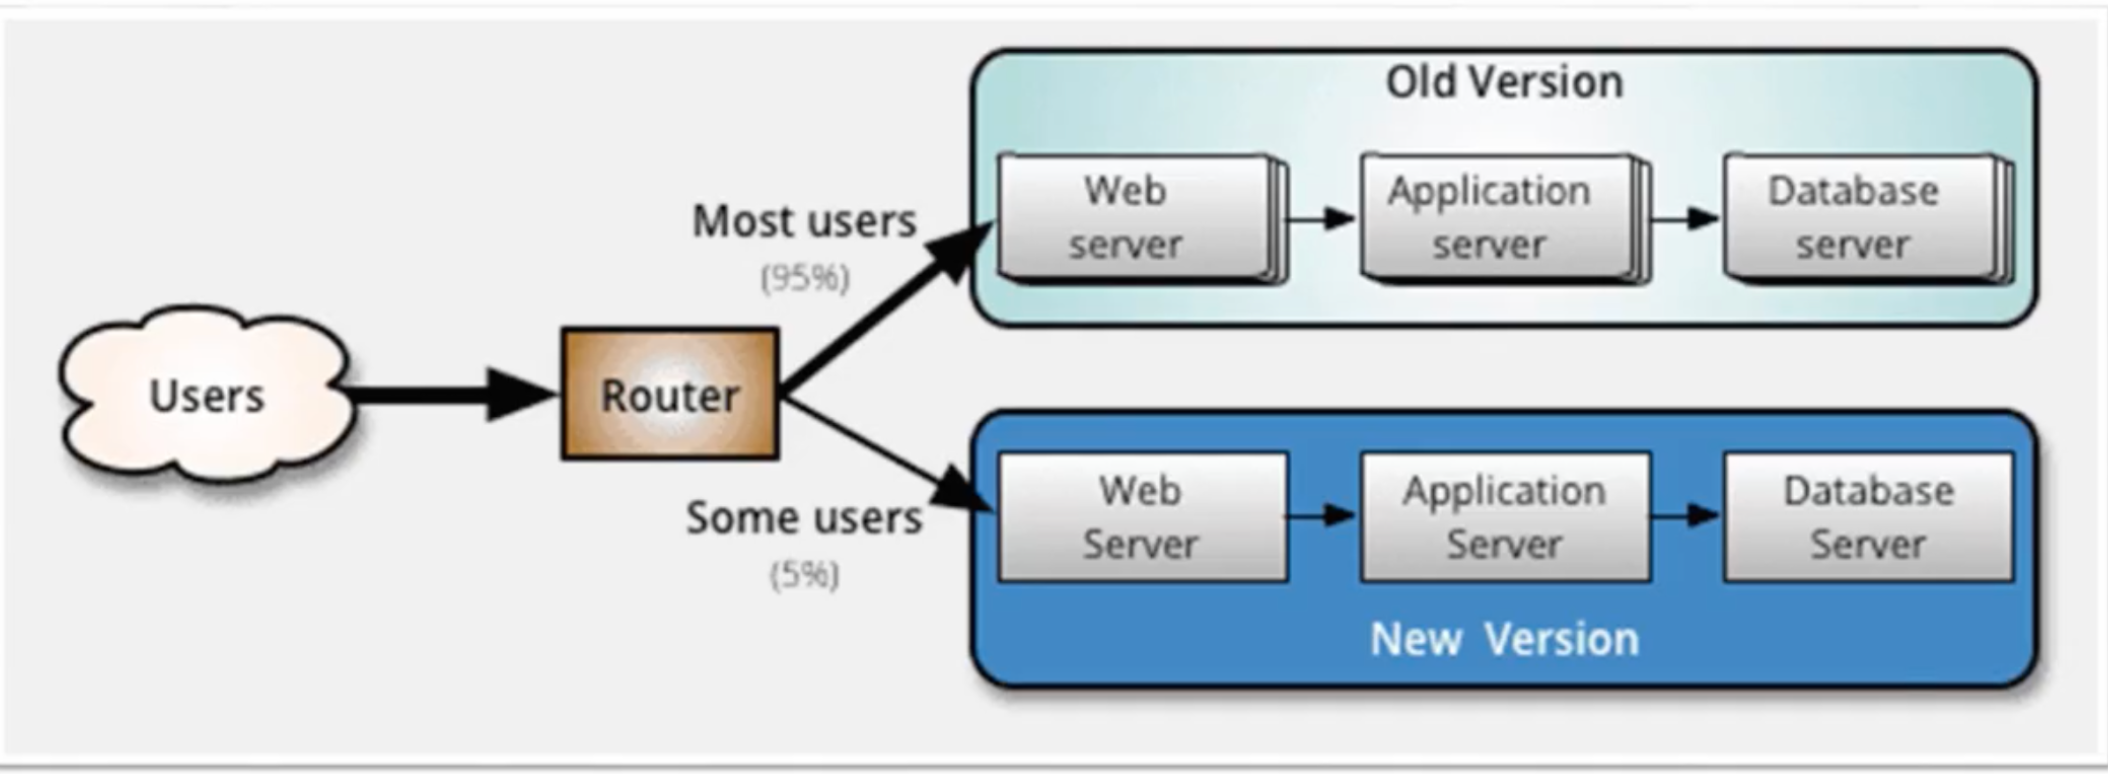 Old Version
Web
server
Application
server
Database
server
Most users
(95%)
Users
Router
Some users
(5%)
Web
Server
Application
Server
Database
Server
New Version